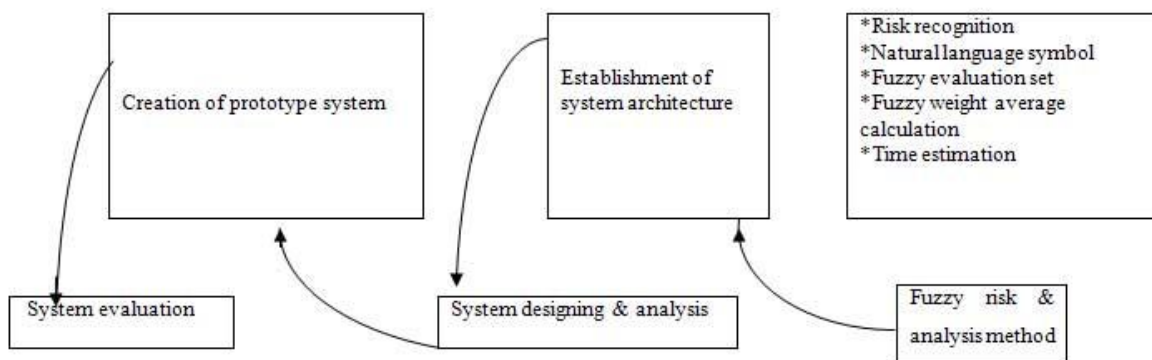 Creation of prototype system
Establishment of
system architecture
*Risk recognition
*Natural language symbol
*Fuzzy evaluation set
*Fuzzy weight average
calculation
*Time estimation
System evaluation
System designing & analysis
Fuzzy risk &
analysis method